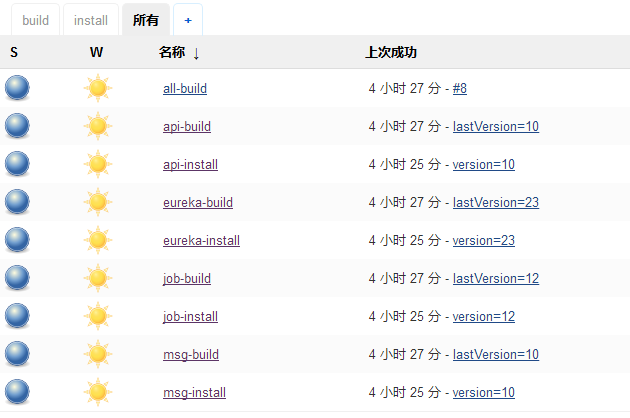 build install 所有 +
S W 名称 ↓ 上次成功
all-build 4 小时 27 分 - #8
api-build 4 小时 27 分 - lastVersion=10
api-install 4 小时 25 分 - version=10
eureka-build 4 小时 27 分 - lastVersion=23
eureka-install 4 小时 25 分 - version=23
job-build 4 小时 27 分 - lastVersion=12
job-install 4 小时 25 分 - version=12
msg-build 4 小时 27 分 - lastVersion=10
msg-install 4 小时 25 分 - version=10